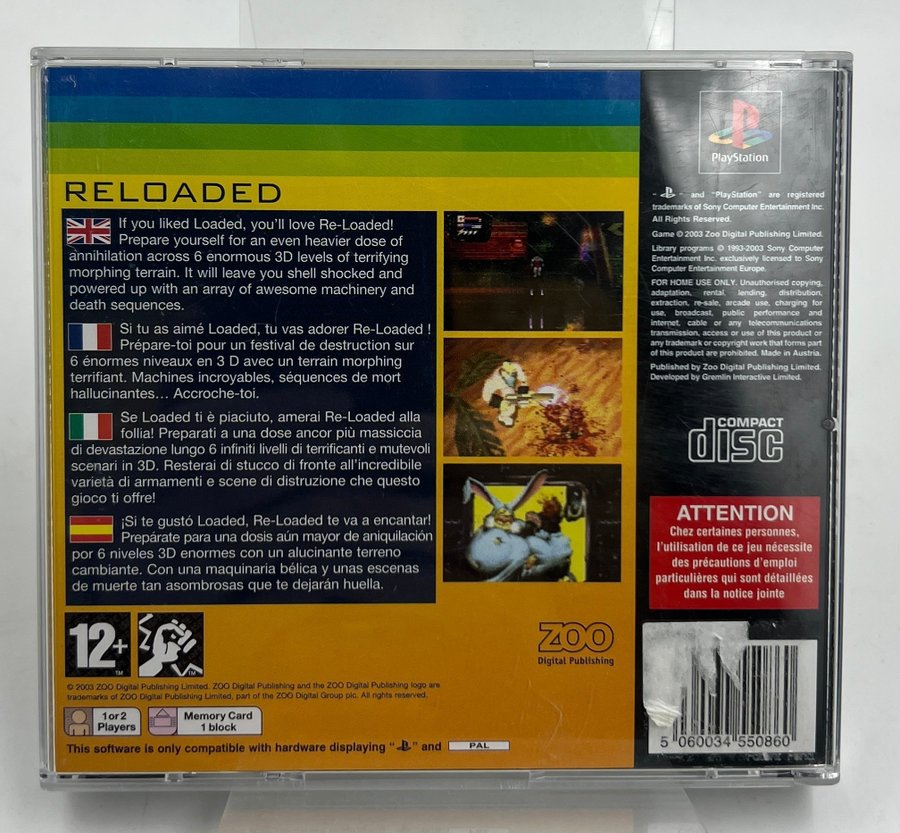 RELOADED
If you liked Loaded, you'll love Re-Loaded!
Prepare yourself for an even heavier dose of
annihilation across 6 enormous 3D levels of terrifying
morphing terrain. It will leave you shell shocked and
powered up with an array of awesome machinery and
death sequences.
Si tu as aimé Loaded, tu vas adorer Re-Loaded !
Prépare-toi pour un festival de destruction sur
6 énormes niveaux en 3 D avec un terrain morphing
terrifiant. Machines incroyables, séquences de mort
hallucinantes... Accroche-toi.
Se Loaded ti è piaciuto, amerai Re-Loaded alla
follia! Preparati a una dose ancor più massiccia
di devastazione lungo 6 infiniti livelli di terrificanti e mutevoli
scenari in 3D. Resterai di stucco di fronte all'incredibile
varietà di armamenti e scene di distruzione che questo
gioco ti offre!
¡Si te gustó Loaded, Re-Loaded te va a encantar!
Prepárate para una dosis aún mayor de aniquilación
por 6 niveles 3D enormes con un alucinante terreno
cambiante. Con una maquinaria bélica y unas escenas
de muerte tan asombrosas que te dejarán huella.
12+
TM
TM
ZOO
Digital Publishing
© 2003 ZOO Digital Publishing Limited. ZOO Digital Publishing and the ZOO Digital Publishing logo are
trademarks of ZOO Digital Publishing Limited, part of the ZOO Digital Group plc. All rights reserved.
1 or 2
Players
Memory Card
1 block
This software is only compatible with hardware displaying " " and PAL
PlayStation
" " and "PlayStation" are registered
trademarks of Sony Computer Entertainment Inc.
All Rights Reserved.
Game © 2003 Zoo Digital Publishing Limited.
Library programs © 1993-2003 Sony Computer
Entertainment Inc. exclusively licensed to Sony
Computer Entertainment Europe.
FOR HOME USE ONLY. Unauthorised copying,
adaptation, rental, lending, distribution,
extraction, re-sale, arcade use, charging for
use, broadcast, public performance and
internet, cable or any telecommunications
transmission, access or use of this product or
any trademark or copyright work that forms part
of this product are prohibited. Made in Austria.
Published by Zoo Digital Publishing Limited.
Developed by Gremlin Interactive Limited.
COMPACT
disc
ATTENTION
Chez certaines personnes,
l'utilisation de ce jeu nécessite
des précautions d'emploi
particulières qui sont détaillées
dans la notice jointe
5 060034 550860